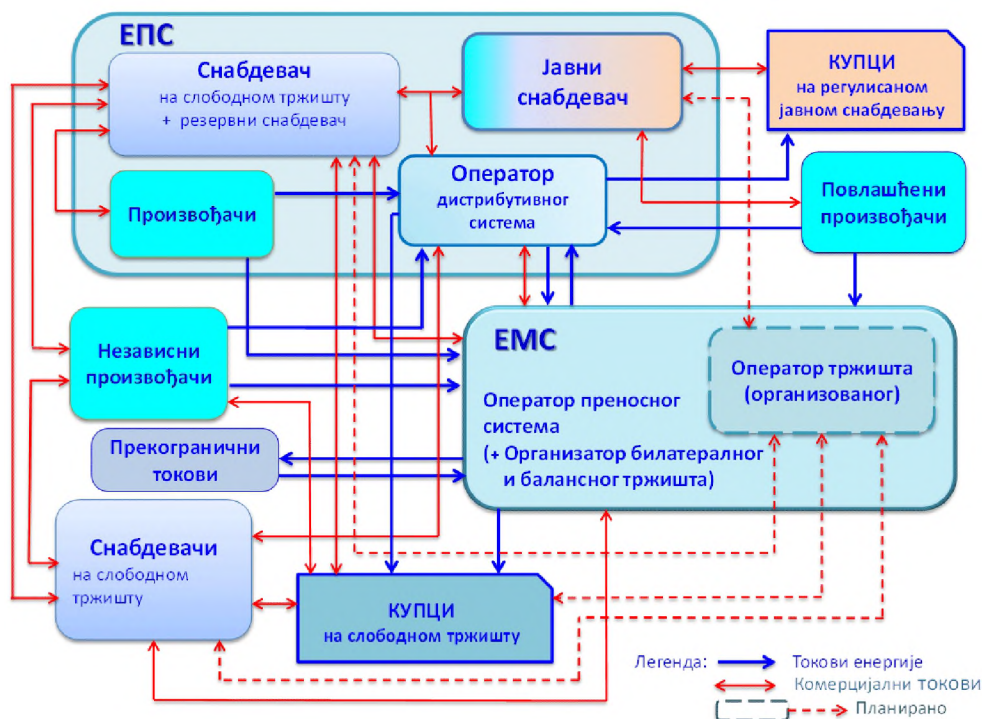 ЕПС
Снабдевач
на слободном тржишту
+ резервни снабдевач
Јавни
снабдевач
КУПЦИ
на регулисаном
јавном снабдевању
Произвођачи
Оператор
дистрибутивног
система
Повлашћени
произвођачи
Независни
произвођачи
ЕМС
Оператор преносног
система
(+ Организатор билатералног
и балансног тржишта)
Оператор тржишта
(организованог)
Прекогранични
токови
Снабдевачи
на слободном
тржишту
КУПЦИ
на слободном тржишту
Легенда:
Токови енергије
Комерцијални токови
Планирано